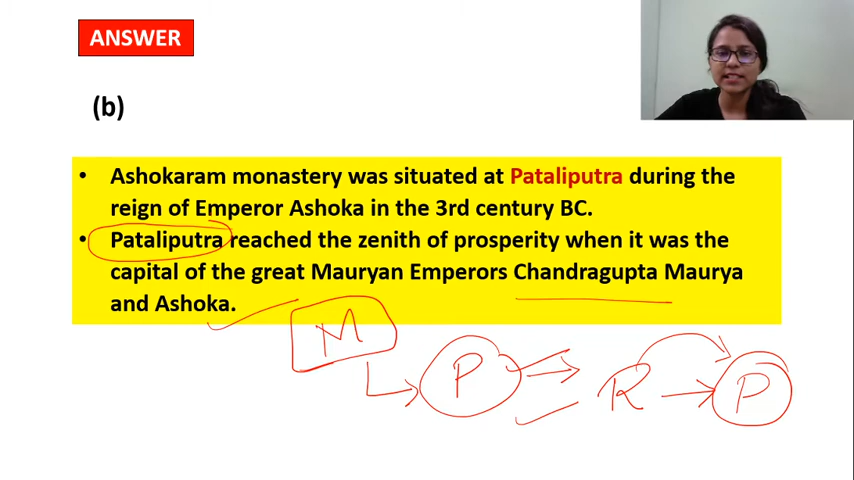 ANSWER
(b)
• Ashokaram monastery was situated at Pataliputra during the
reign of Emperor Ashoka in the 3rd century BC.
• Pataliputra reached the zenith of prosperity when it was the
capital of the great Mauryan Emperors Chandragupta Maurya
and Ashoka.
M
P R P